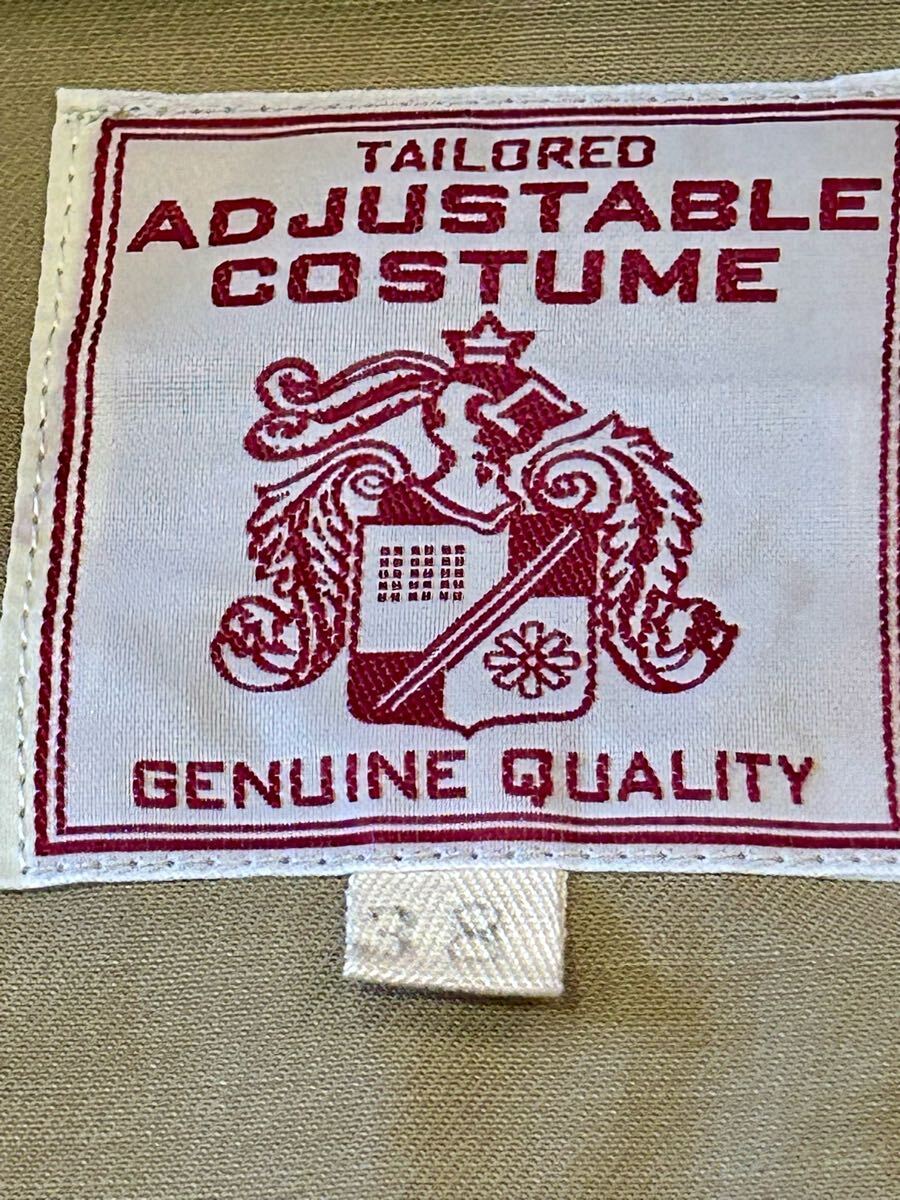 TAILORED
ADJUSTABLE
COSTUME
GENUINE QUALITY
38